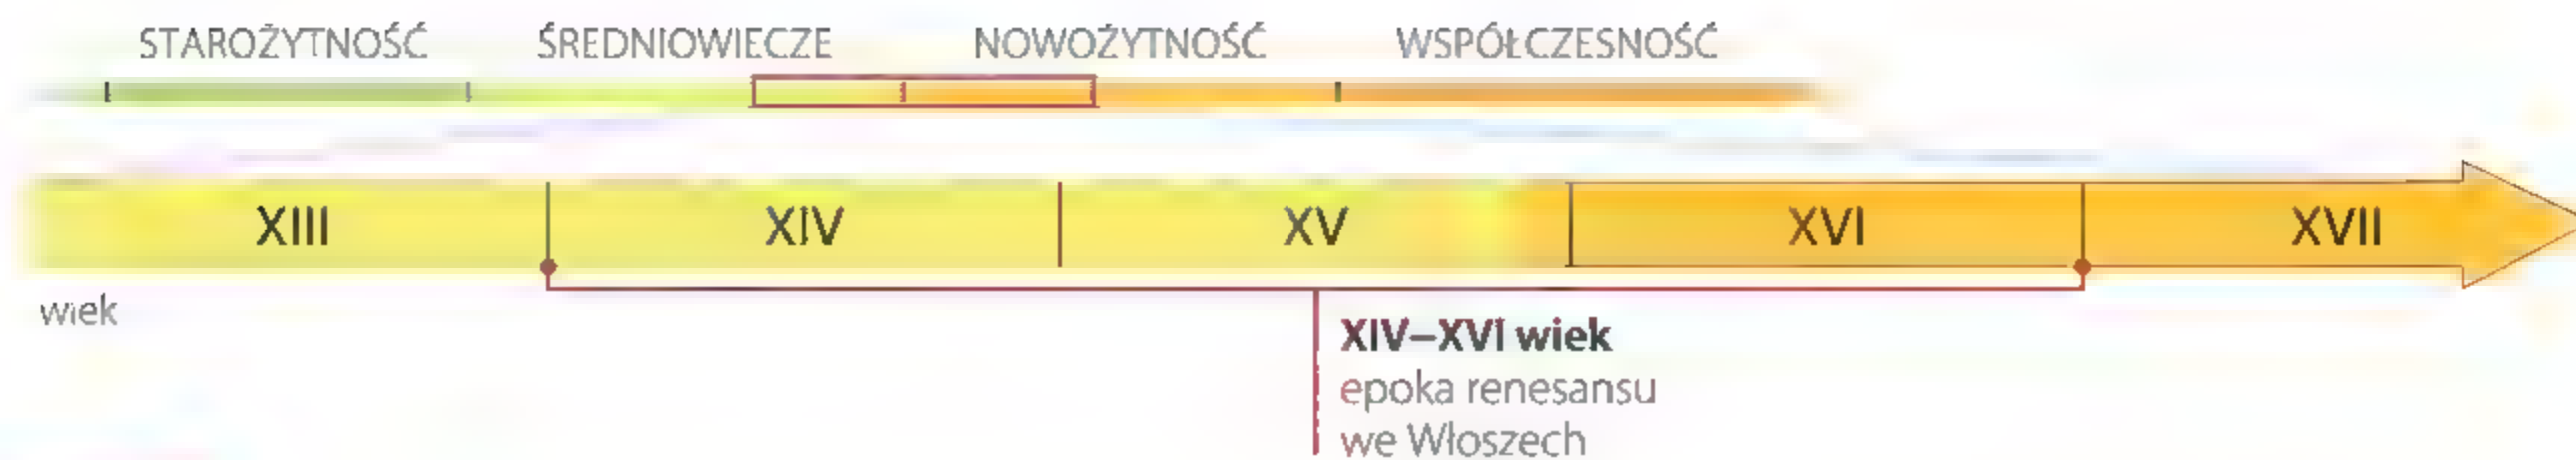 STAROŻYTNOŚĆ ŚREDNIOWIECZE NOWOŻYTNOŚĆ WSPÓŁCZESNOŚĆ
XIII XIV XV XVI XVII
wiek
XIV–XVI wiek
epoka renesansu
we Włoszech